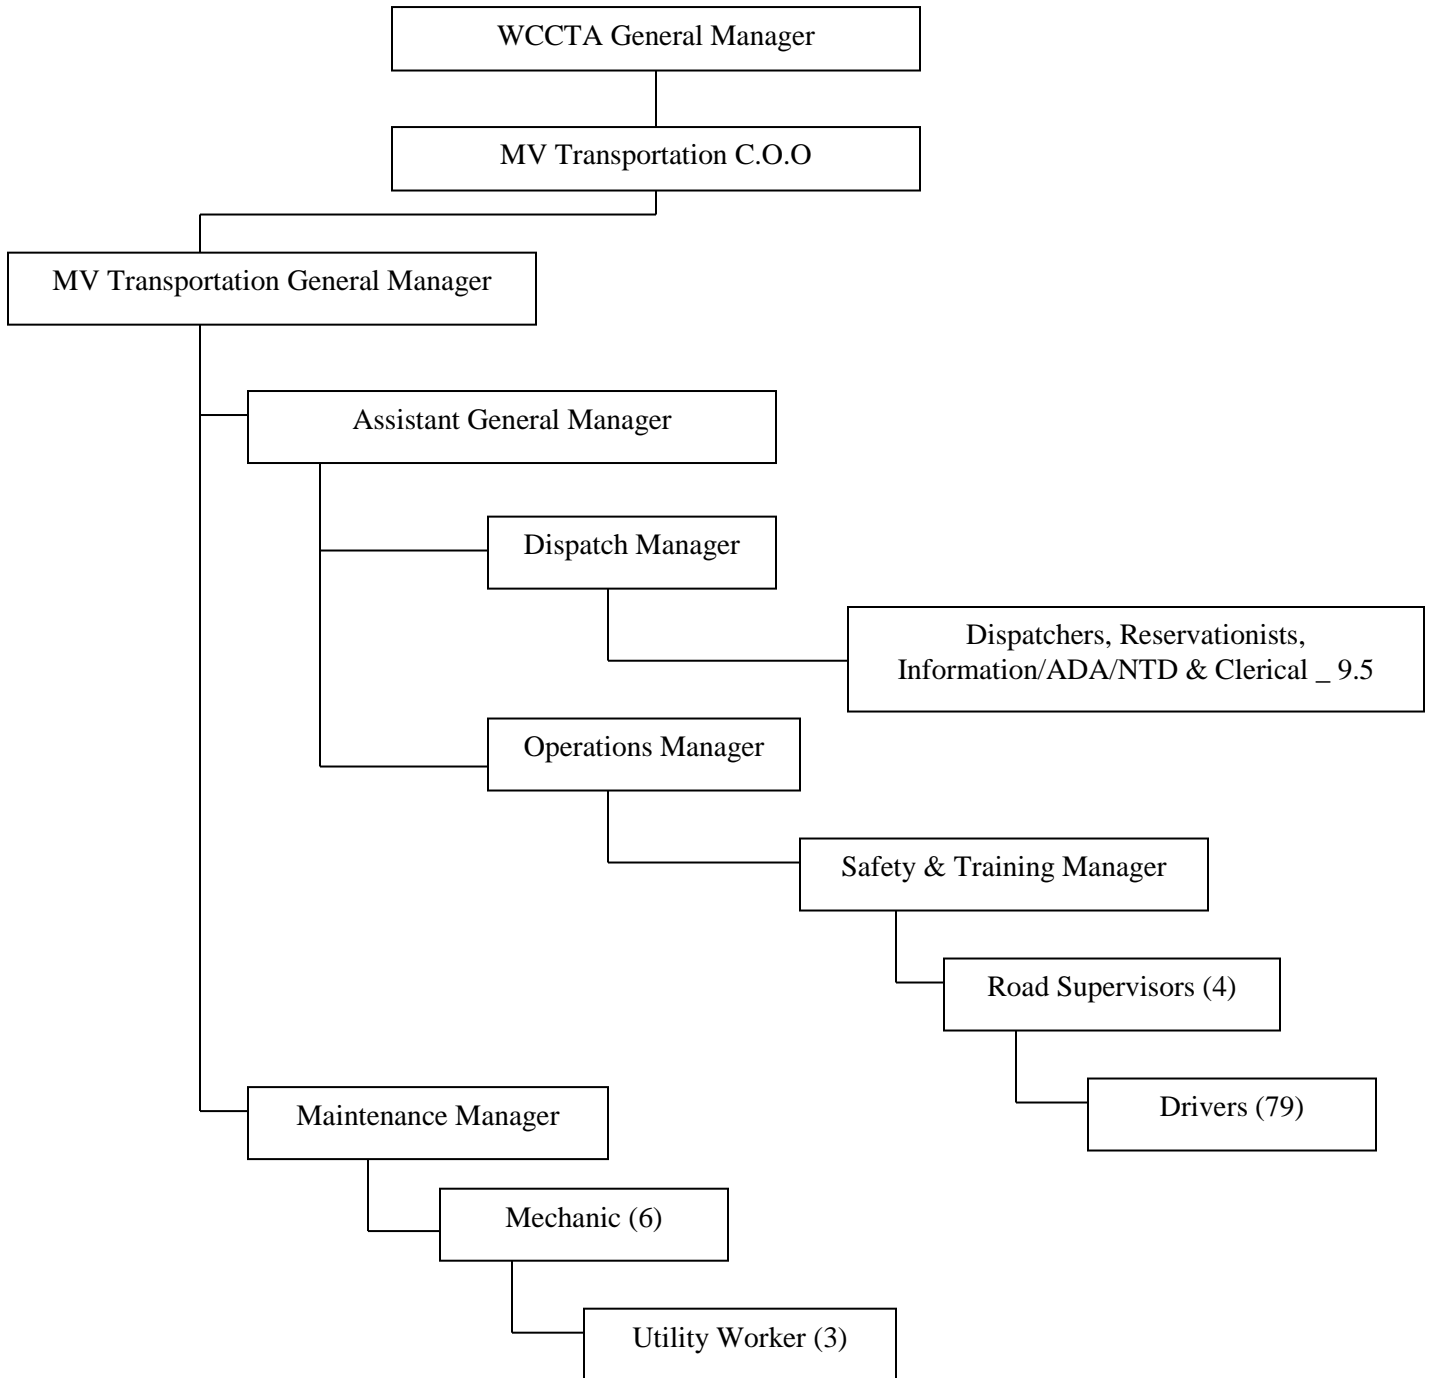 WCCTA General Manager
MV Transportation C.O.O
MV Transportation General Manager
Assistant General Manager
Dispatch Manager
Dispatchers, Reservationists,
Information/ADA/NTD & Clerical _ 9.5
Operations Manager
Safety & Training Manager
Road Supervisors (4)
Drivers (79)
Maintenance Manager
Mechanic (6)
Utility Worker (3)